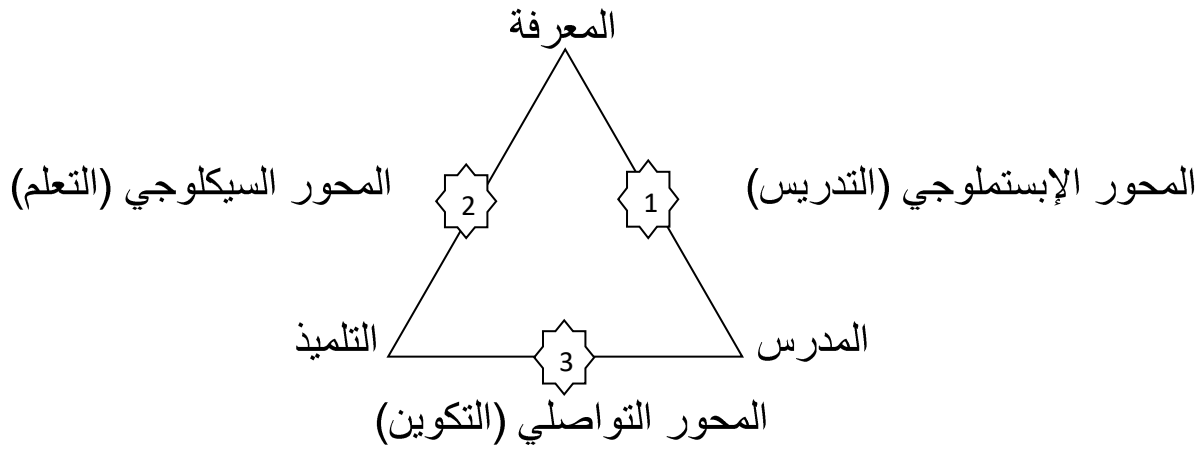 المعرفة
المحور الإبستملوجي (التدريس)
1
2
المحور السيكلوجي (التعلم)
المدرس
التلميذ
3
المحور التواصلي (التكوين)